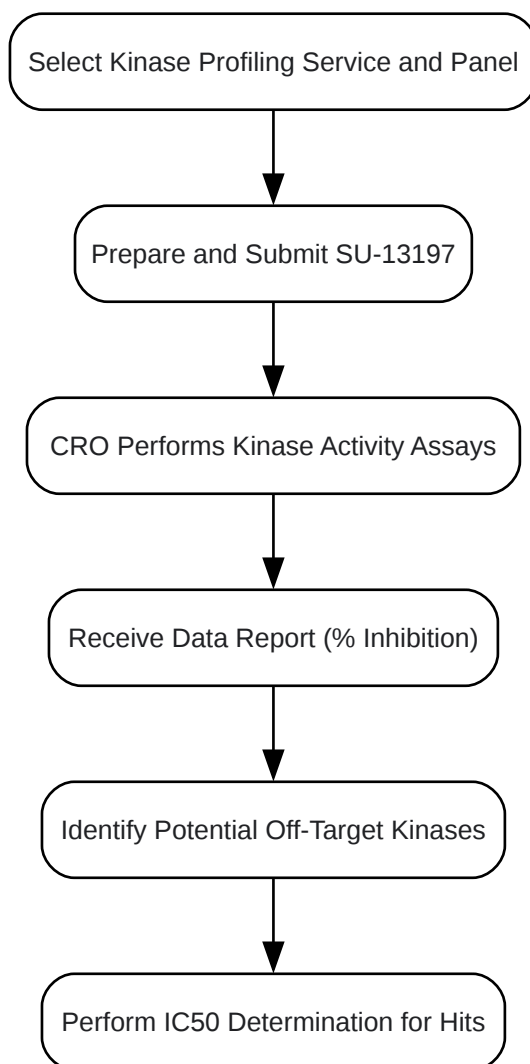 Select Kinase Profiling Service and Panel
Prepare and Submit SU-13197
CRO Performs Kinase Activity Assays
Receive Data Report (% Inhibition)
Identify Potential Off-Target Kinases
Perform IC50 Determination for Hits